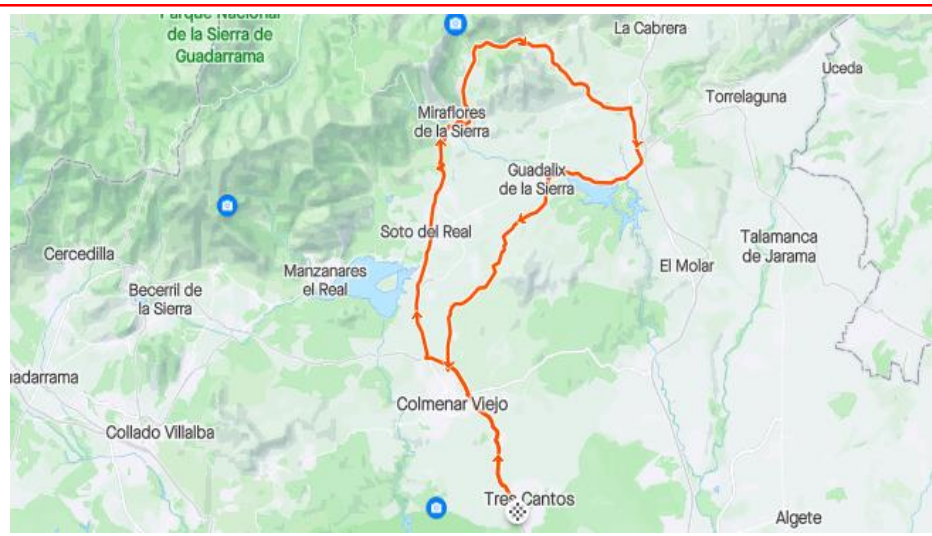 Parque Nacional
de la Sierra de
Guadarrama
La Cabrera
Uceda
Torrelaguna
Miraflores
de la Sierra
Guadalix
de la Sierra
Soto del Real
Talamanca
de Jarama
Cercedilla
El Molar
Manzanares
el Real
Becerril de
la Sierra
uadarrama
Colmenar Viejo
Collado Villalba
Tres Cantos
Algete